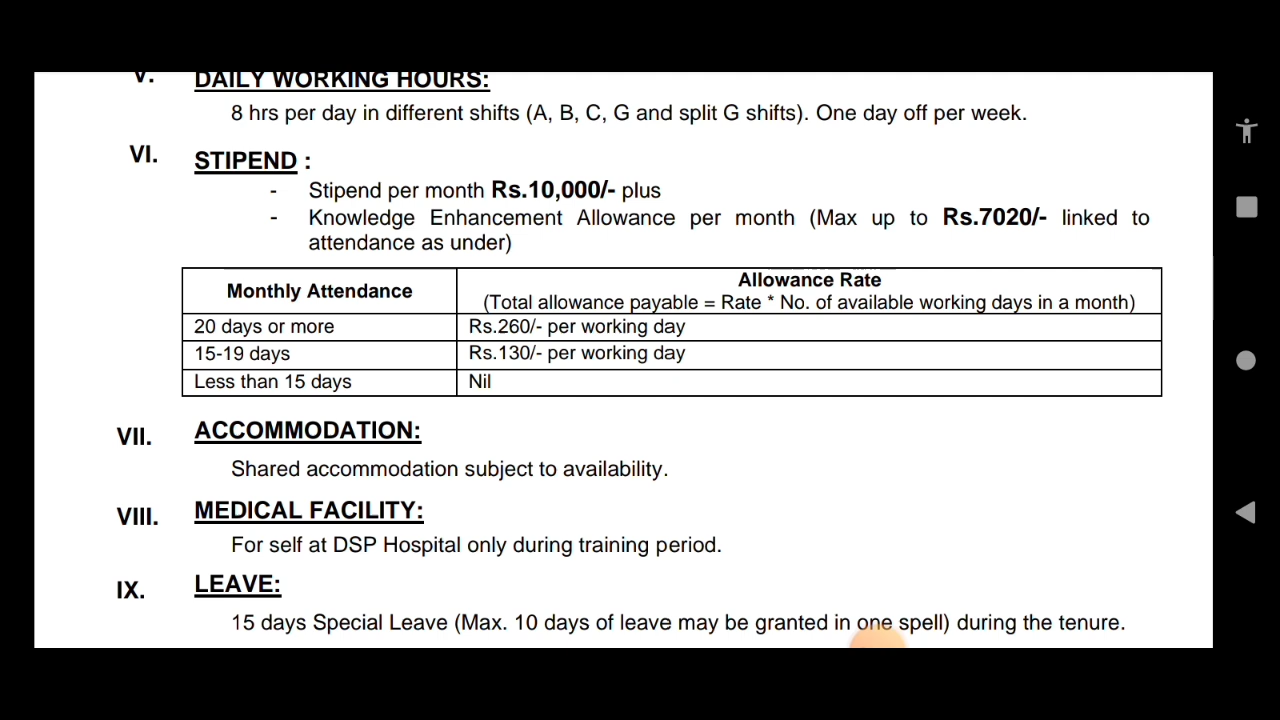 V. DAILY WORKING HOURS:
8 hrs per day in different shifts (A, B, C, G and split G shifts). One day off per week.
VI. STIPEND :
- Stipend per month Rs.10,000/- plus
- Knowledge Enhancement Allowance per month (Max up to Rs.7020/- linked to
attendance as under)
Monthly Attendance
Allowance Rate
(Total allowance payable = Rate * No. of available working days in a month)
20 days or more Rs.260/- per working day
15-19 days Rs.130/- per working day
Less than 15 days Nil
VII. ACCOMMODATION:
Shared accommodation subject to availability.
VIII. MEDICAL FACILITY:
For self at DSP Hospital only during training period.
IX. LEAVE:
15 days Special Leave (Max. 10 days of leave may be granted in one spell) during the tenure.